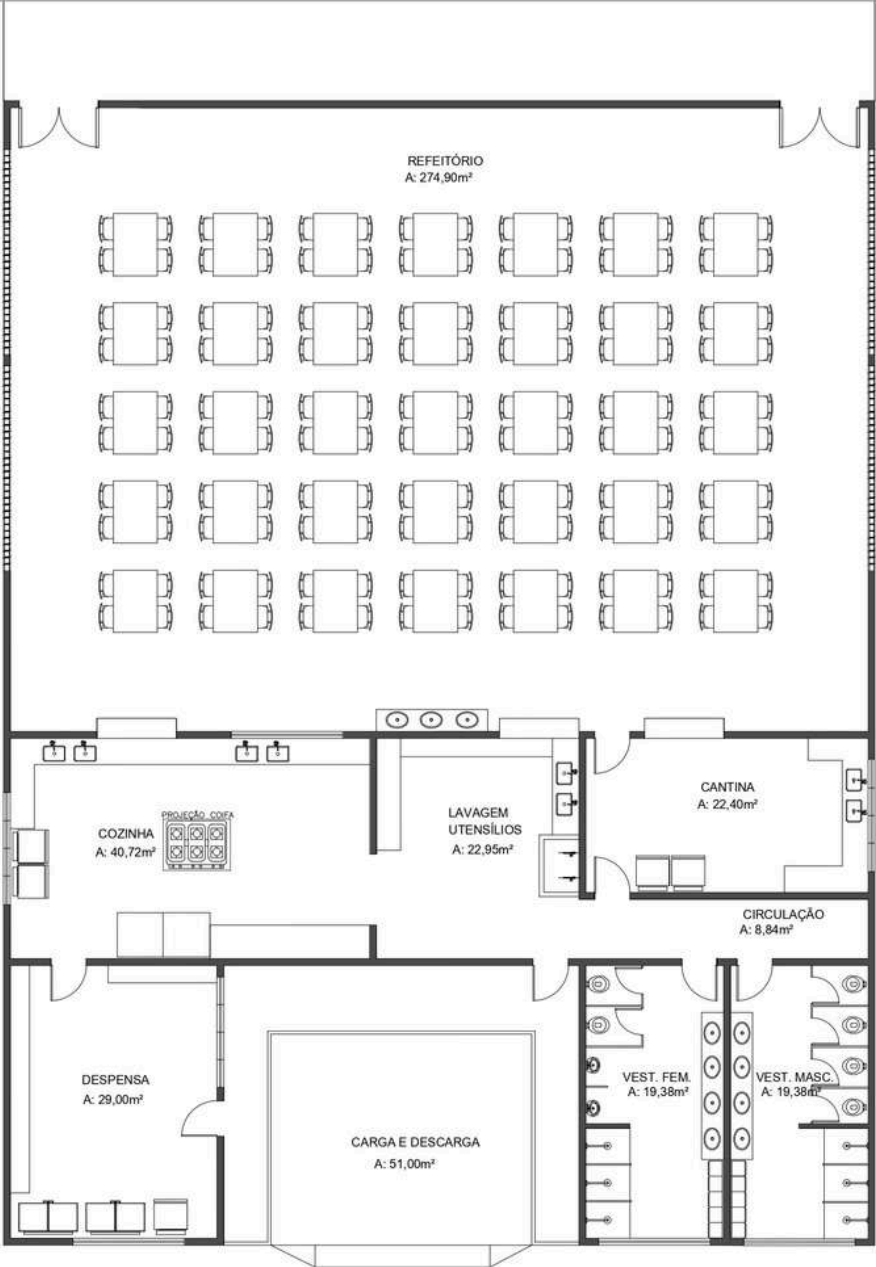 REFEITÓRIO
A: 274,90m²
CANTINA
A: 22,40m²
LAVAGEM
UTENSÍLIOS
A: 22,95m²
PROJEÇÃO COIFA
COZINHA
A: 40,72m²
CIRCULAÇÃO
A: 8,84m²
DESPENSA
A: 29,00m²
VEST. FEM.
A: 19,38m²
VEST. MASC.
A: 19,38m²
CARGA E DESCARGA
A: 51,00m²